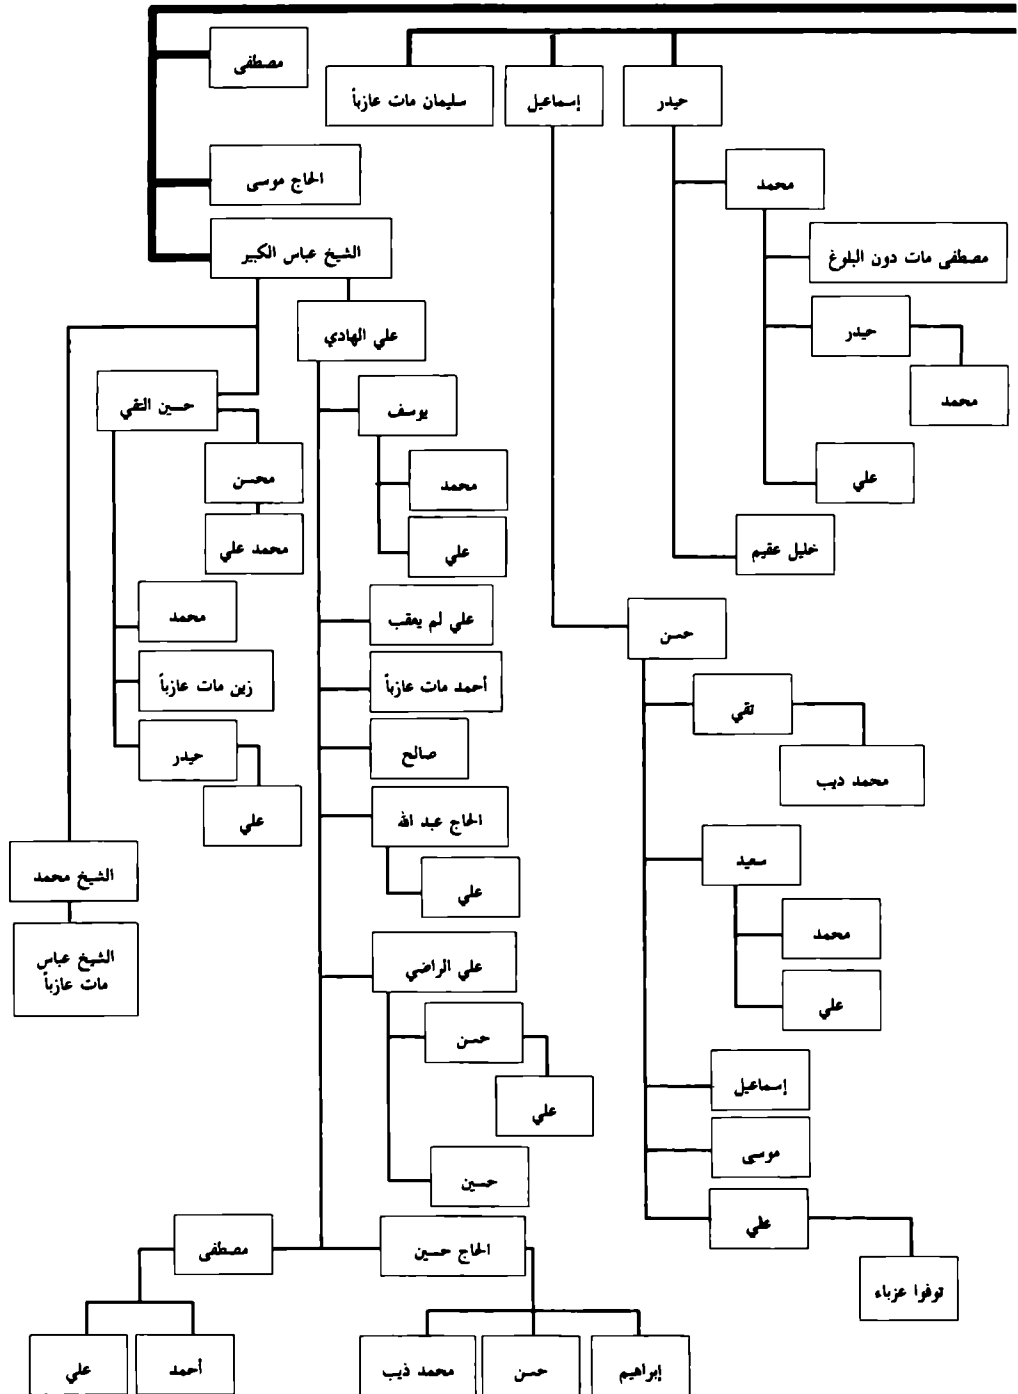 مصطفى
سليمان مات عازباً
إسماعيل
حيدر
الحاج موسى
محمد
الشيخ عباس الكبير
مصطفى مات دون البلوغ
علي الهادي
حيدر
محمد
حسين التقي
يوسف
محسن
محمد
علي
محمد علي
علي
خليل عقيم
محمد
علي لم يعقب
حسن
زين مات عازباً
أحمد مات عازباً
تقي
حيدر
صالح
محمد ديب
علي
الحاج عبد الله
سعيد
الشيخ محمد
علي
محمد
الشيخ عباس
مات عازباً
علي الراضي
علي
حسن
علي
إسماعيل
حسين
موسى
مصطفى
الحاج حسين
علي
توفوا عزباء
علي
أحمد
محمد ذيب
حسن
إبراهيم